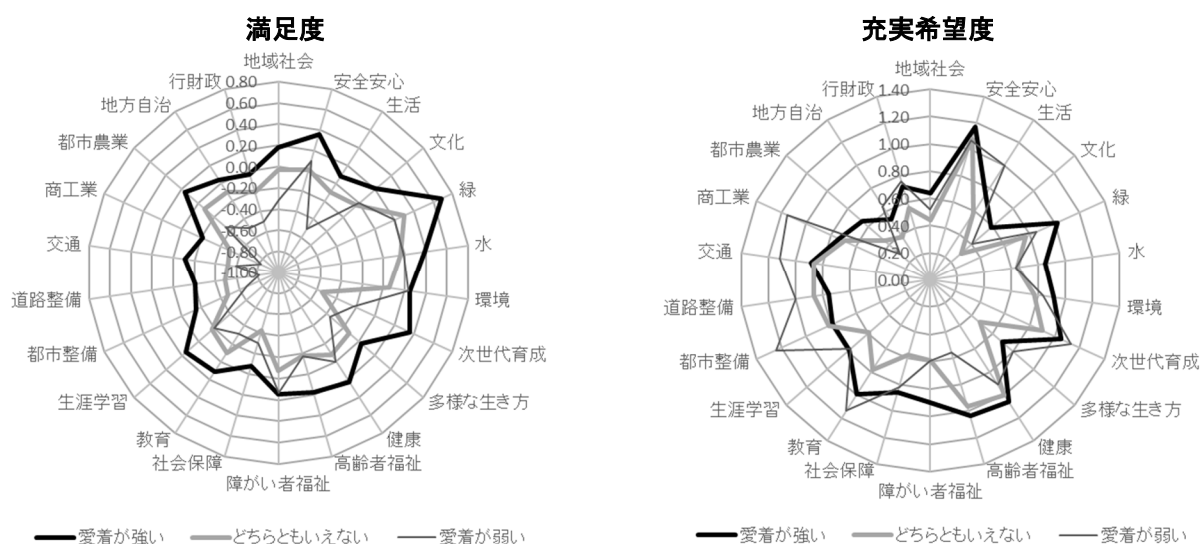 満足度
地域社会
安全安心
生活
文化
緑
水
環境
次世代育成
多様な生き方
健康
高齢者福祉
障がい者福祉
社会保障
教育
生涯学習
都市整備
道路整備
交通
商工業
都市農業
地方自治
行財政
0.80
0.60
0.40
0.20
0.00
-0.20
-0.40
-0.60
-0.80
-1.00
愛着が強い
どちらともいえない
愛着が弱い
充実希望度
地域社会
安全安心
生活
文化
緑
水
環境
次世代育成
多様な生き方
健康
高齢者福祉
障がい者福祉
社会保障
教育
生涯学習
都市整備
道路整備
交通
商工業
都市農業
地方自治
行財政
1.40
1.20
1.00
0.80
0.60
0.40
0.20
0.00
愛着が強い
どちらともいえない
愛着が弱い